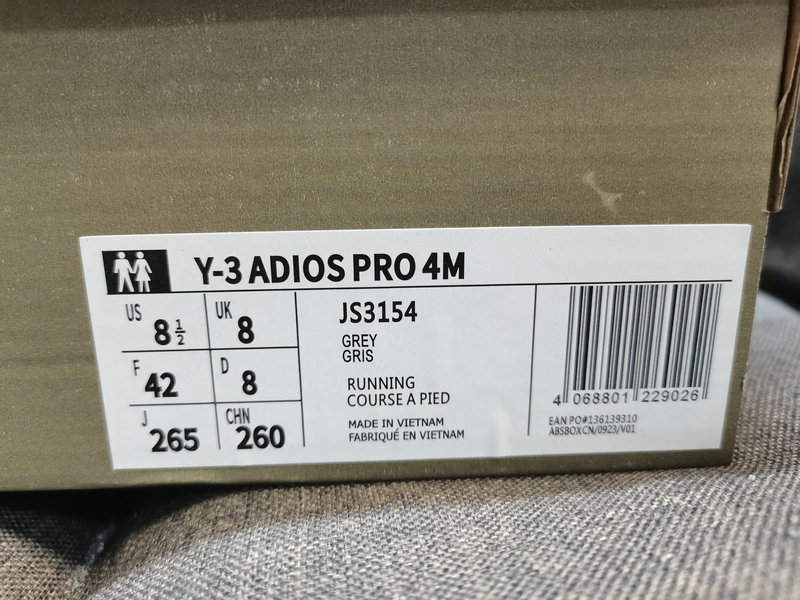 Y-3 ADIOS PRO 4M
US 8 1/2
UK 8
F 42
D 8
J 265
CHN 260
JS3154
GREY
GRIS
RUNNING
COURSE A PIED
MADE IN VIETNAM
FABRIQUÉ EN VIETNAM
4 068801 229026
EAN PO#136139310
ABSBOXCN/0923/V01